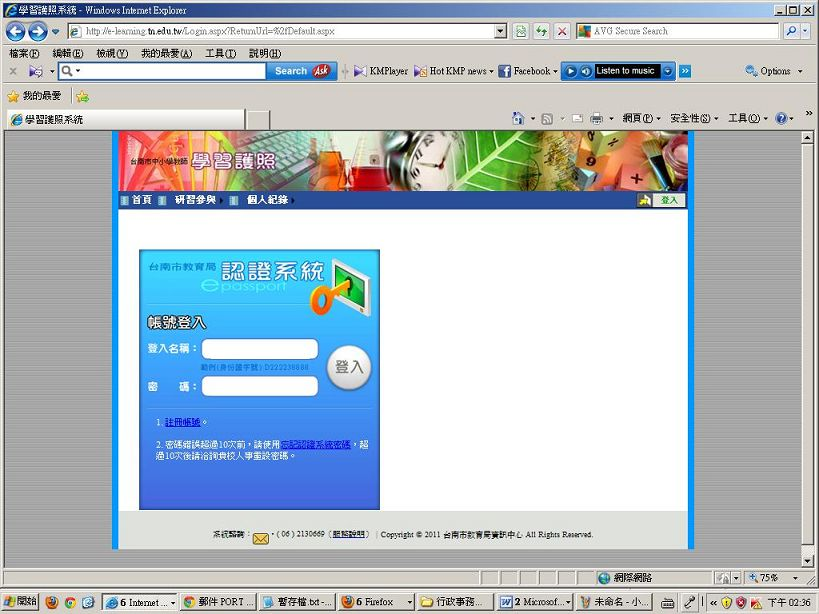 學習護照系統 - Windows Internet Explorer
http://e-learning.tn.edu.tw/Login.aspx?ReturnUrl=%2fDefault.aspx
AVG Secure Search
檔案(F) 編輯(E) 檢視(V) 我的最愛(A) 工具(T) 說明(H)
Search Ask KMPlayer Hot KMP news Facebook Listen to music Options
我的最愛
學習護照系統
網頁(P) 安全性(S) 工具(O)
台南市中小學教師 學習護照
首頁 研習參與 個人紀錄 登入
台南市教育局 認證系統
epassport
帳號登入
登入名稱：
範例(身份證字號) D222238888
登入
密 碼：
1. 註冊帳號。
2. 密碼錯誤超過10次前，請使用忘記認證系統密碼，超
過10次後請洽詢貴校人事重設密碼。
系統諮詢： ‧( 06 ) 2130669〔服務說明〕 | Copyright © 2011 台南市教育局資訊中心 All Rights Reserved.
網際網路 75%
開始 6 Internet ... 郵件 PORT ... 暫存檔.txt -... 6 Firefox 行政事務... 2 Microsof... 未命名 - 小... 下午 02:36